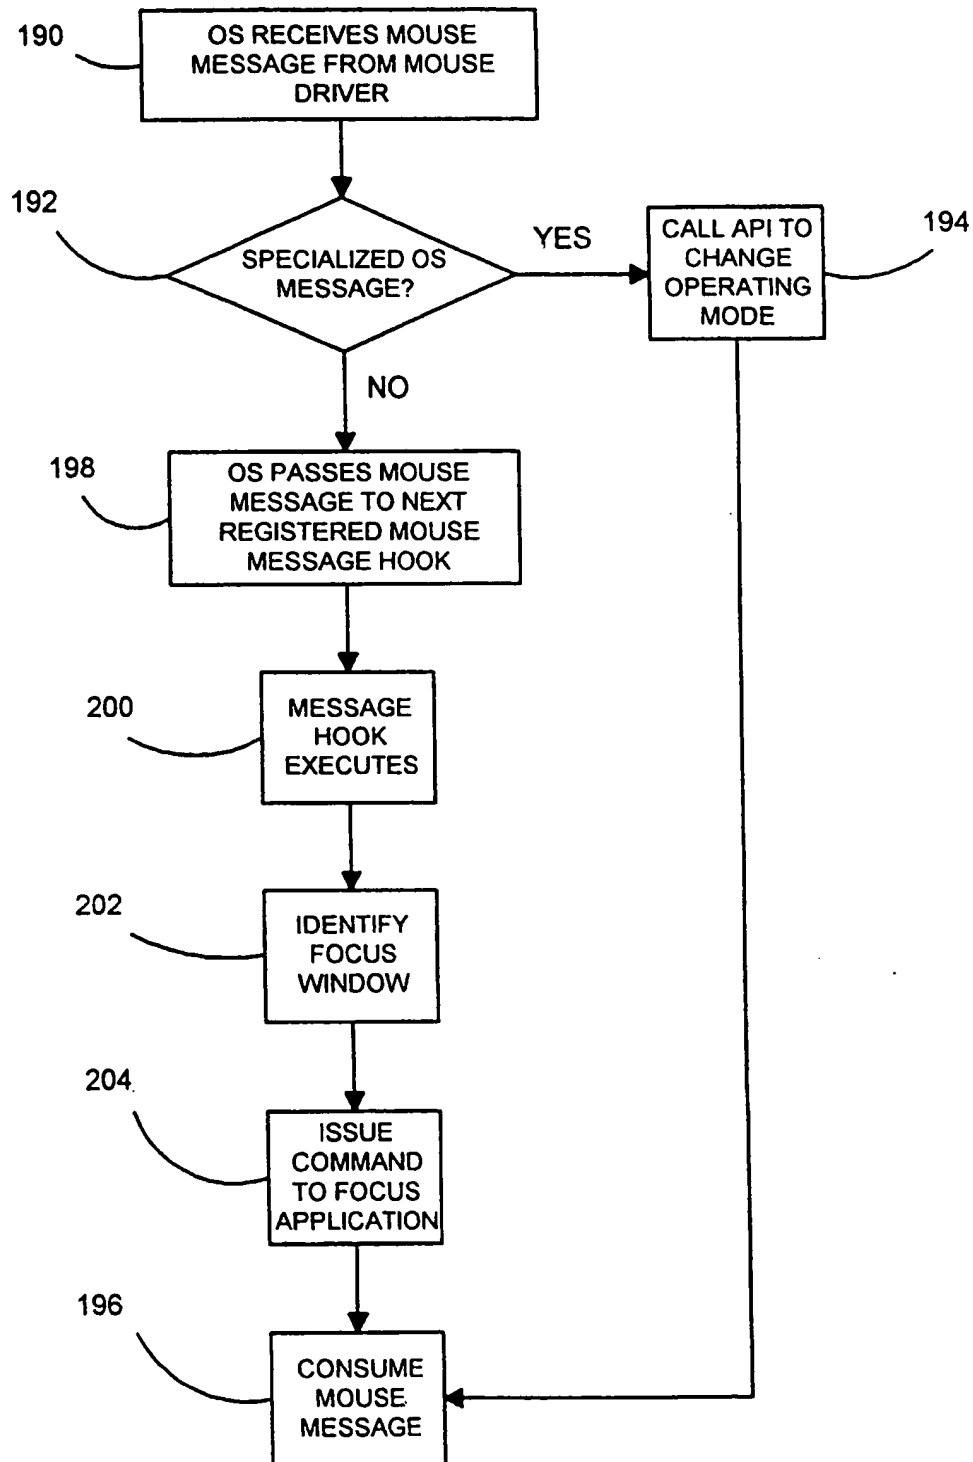 190
OS RECEIVES MOUSE
MESSAGE FROM MOUSE
DRIVER
192
SPECIALIZED OS
MESSAGE?
YES
CALL API TO
CHANGE
OPERATING
MODE
194
NO
198
OS PASSES MOUSE
MESSAGE TO NEXT
REGISTERED MOUSE
MESSAGE HOOK
200
MESSAGE
HOOK
EXECUTES
202
IDENTIFY
FOCUS
WINDOW
204
ISSUE
COMMAND
TO FOCUS
APPLICATION
196
CONSUME
MOUSE
MESSAGE